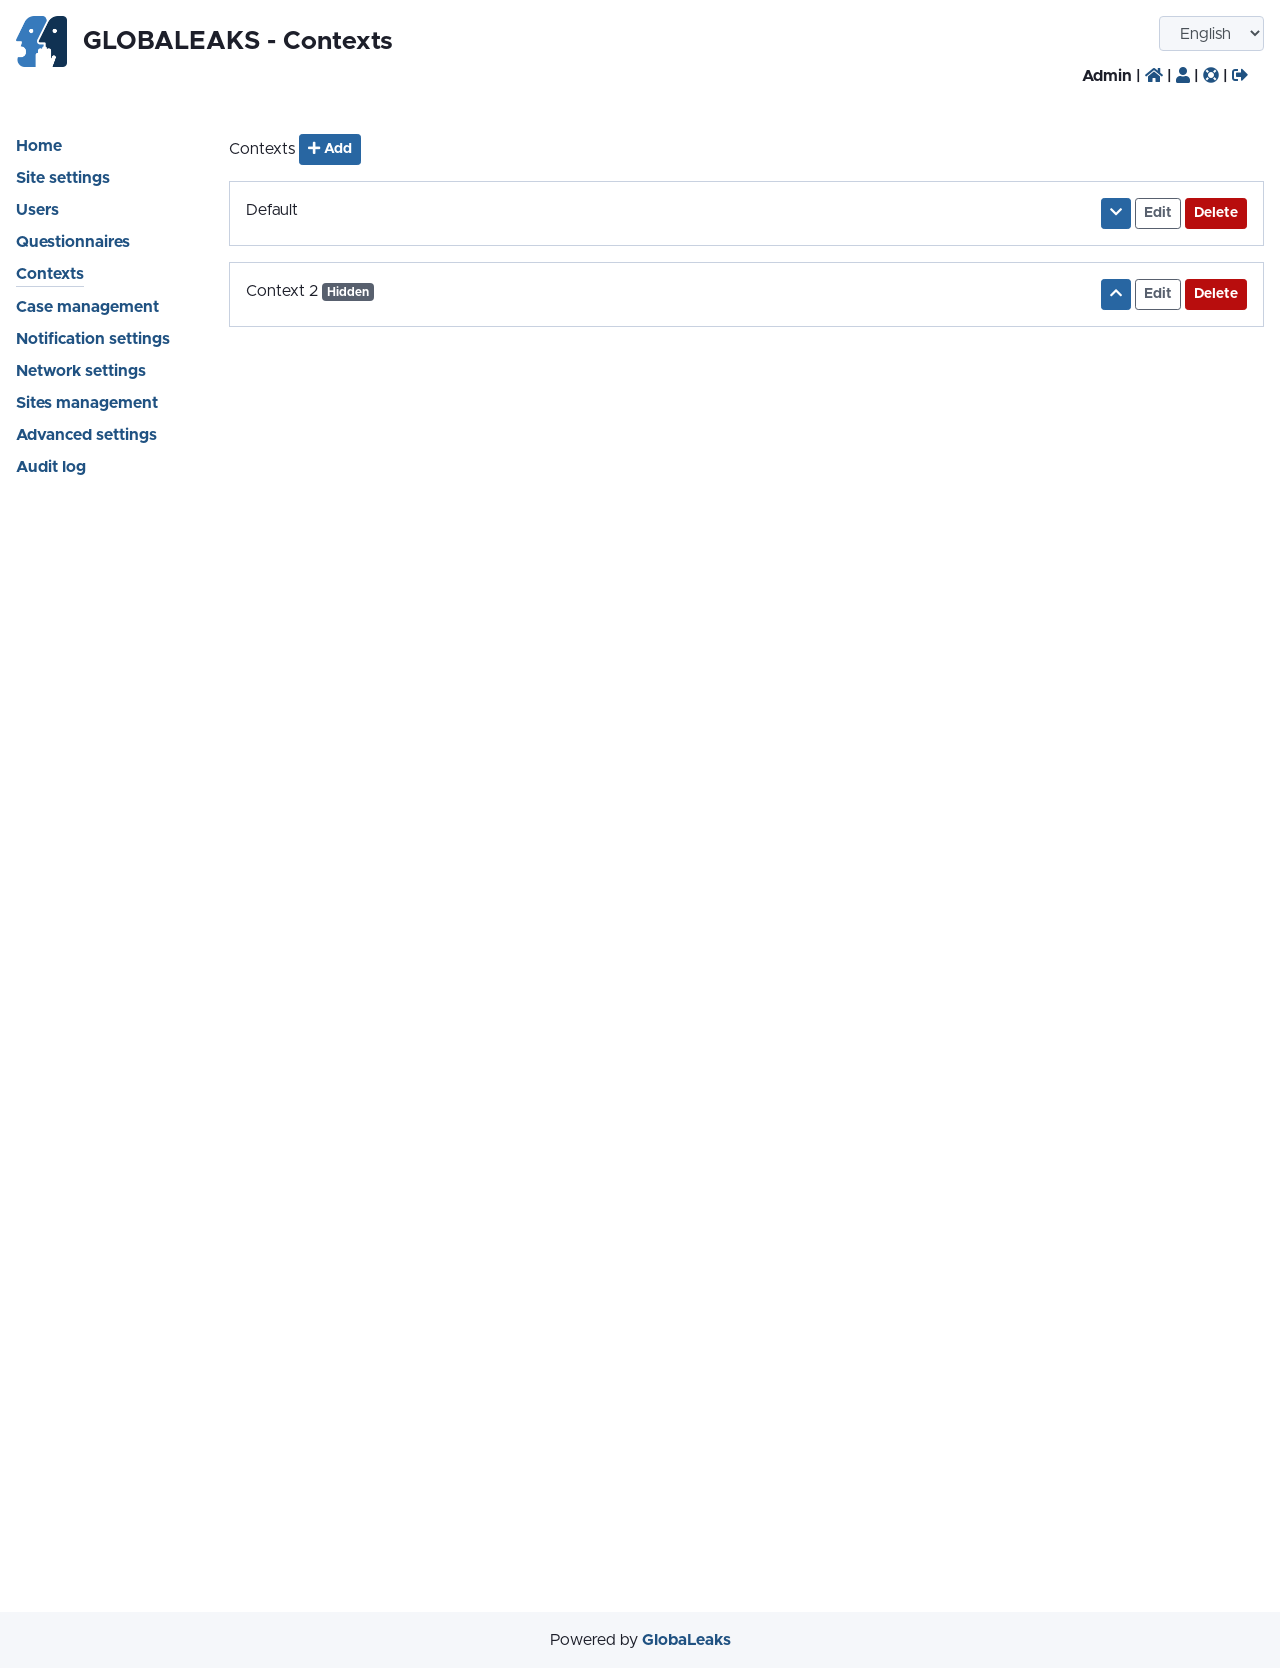 GLOBALEAKS - Contexts
English
Admin | | | |
Home
Site settings
Users
Questionnaires
Contexts
Case management
Notification settings
Network settings
Sites management
Advanced settings
Audit log
Contexts Add
Default Edit Delete
Context 2 Hidden Edit Delete
Powered by GlobaLeaks